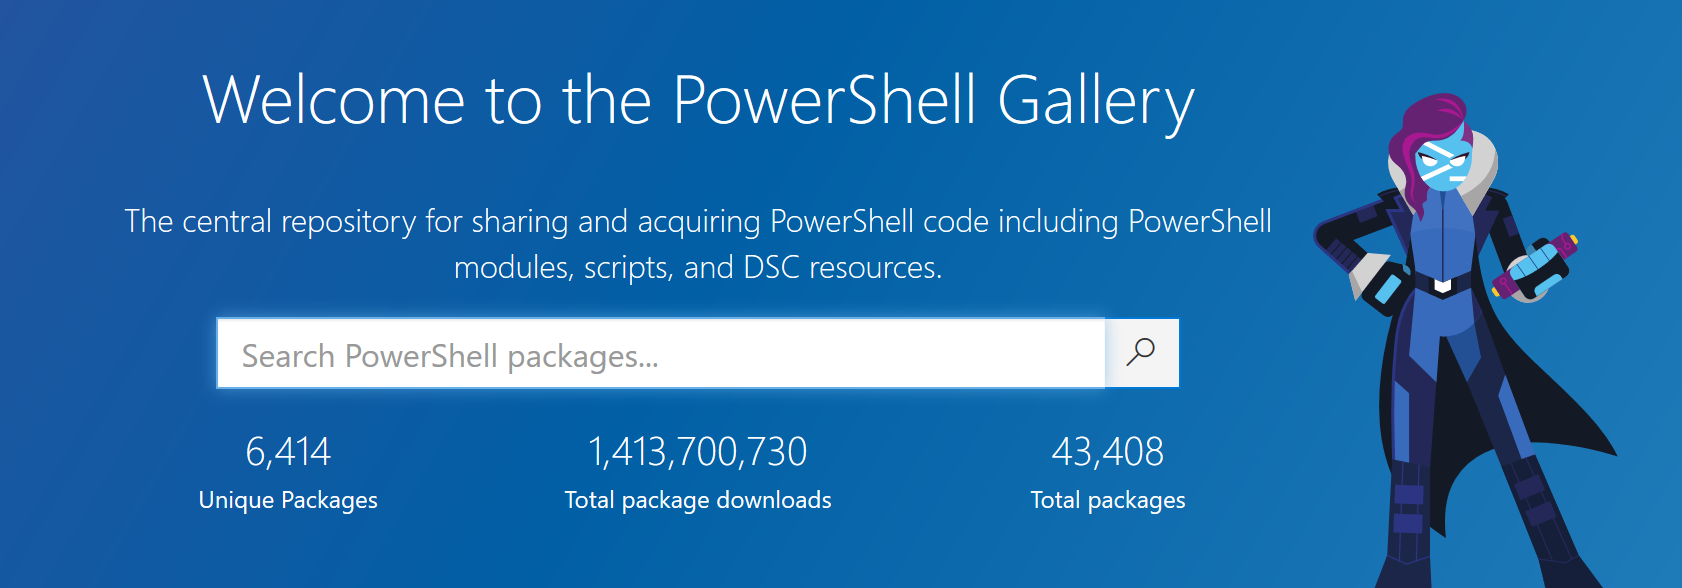 Welcome to the PowerShell Gallery
The central repository for sharing and acquiring PowerShell code including PowerShell
modules, scripts, and DSC resources.
Search PowerShell packages...
6,414
Unique Packages
1,413,700,730
Total package downloads
43,408
Total packages